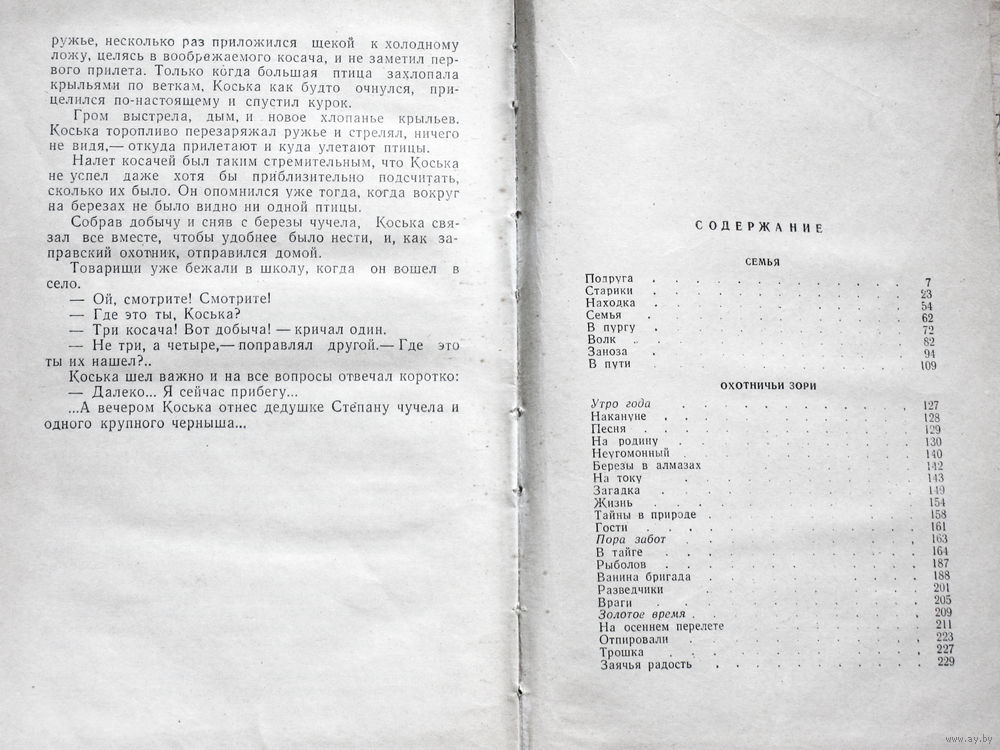 ружье, несколько раз приложился щекой к холодному
ложу, целясь в воображаемого косача, и не заметил пер-
вого прилета. Только когда большая птица захлопала
крыльями по веткам, Коська как будто очнулся, при-
целился по-настоящему и спустил курок.
Гром выстрела, дым, и новое хлопанье крыльев.
Коська торопливо перезаряжал ружье и стрелял, ничего
не видя,— откуда прилетают и куда улетают птицы.
Налет косачей был таким стремительным, что Коська
не успел даже хотя бы приблизительно подсчитать,
сколько их было. Он опомнился уже тогда, когда вокруг
на березах не было видно ни одной птицы.
Собрав добычу и сняв с березы чучела, Коська свя-
зал все вместе, чтобы удобнее было нести, и, как за-
правский охотник, отправился домой.
Товарищи уже бежали в школу, когда он вошел в
село.
— Ой, смотрите! Смотрите!
— Где это ты, Коська?
— Три косача! Вот добыча! — кричал один.
— Не три, а четыре,— поправлял другой.— Где это
ты их нашел?..
Коська шел важно и на все вопросы отвечал коротко:
— Далеко... Я сейчас прибегу...
...А вечером Коська отнес дедушке Степану чучела и
одного крупного черныша...
СОДЕРЖАНИЕ
СЕМЬЯ
Подруга 7
Старики 23
Находка 54
Семья 62
В пургу 72
Волк 82
Заноза 94
В пути 109
ОХОТНИЧЬИ ЗОРИ
Утро года 127
Накануне 128
Песня 129
На родину 130
Неугомонный 140
Березы в алмазах 142
На току 143
Загадка 149
Жизнь 154
Тайны в природе 158
Гости 161
Пора забот 163
В тайге 164
Рыболов 187
Ванина бригада 188
Разведчики 201
Враги 205
Золотое время 209
На осеннем перелете 211
Отпировали 223
Трошка 227
Заячья радость 229
www.ay.by